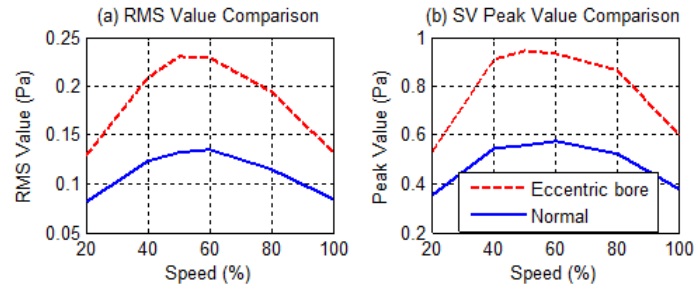 (a) RMS Value Comparison
(b) SV Peak Value Comparison
RMS Value (Pa)
0.25
0.2
0.15
0.1
0.05
20 40 60 80 100
Speed (%)
Peak Value (Pa)
1
0.8
0.6
0.4
0.2
20 40 60 80 100
Speed (%)
Eccentric bore
Normal